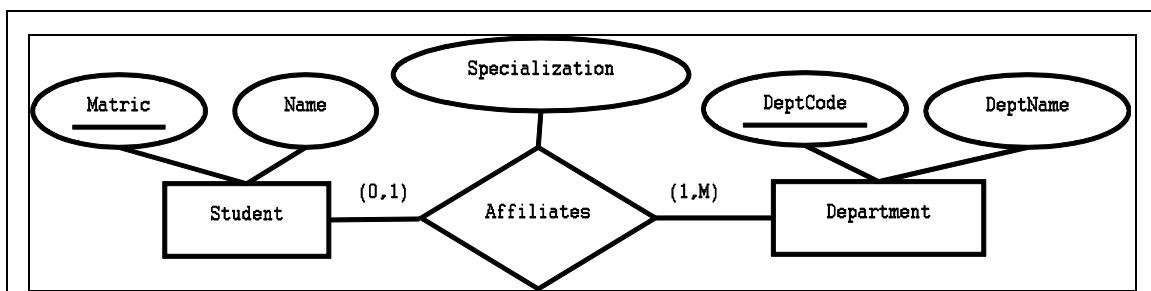 Specialization
Matric
Name
DeptCode
DeptName
(0,1)
(1,M)
Student
Affiliates
Department